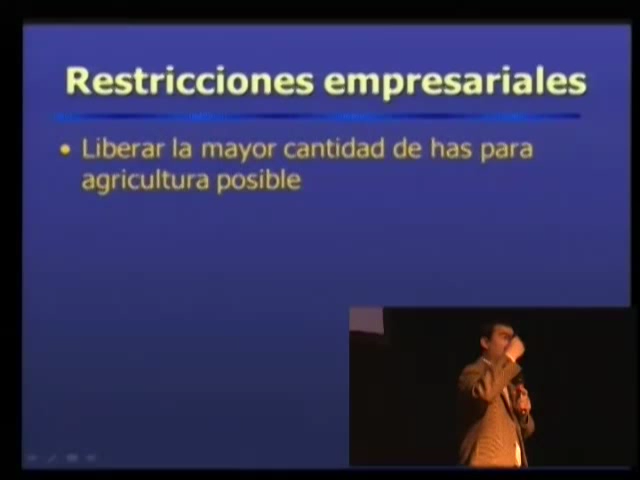 Restricciones empresariales
• Liberar la mayor cantidad de has para
agricultura posible